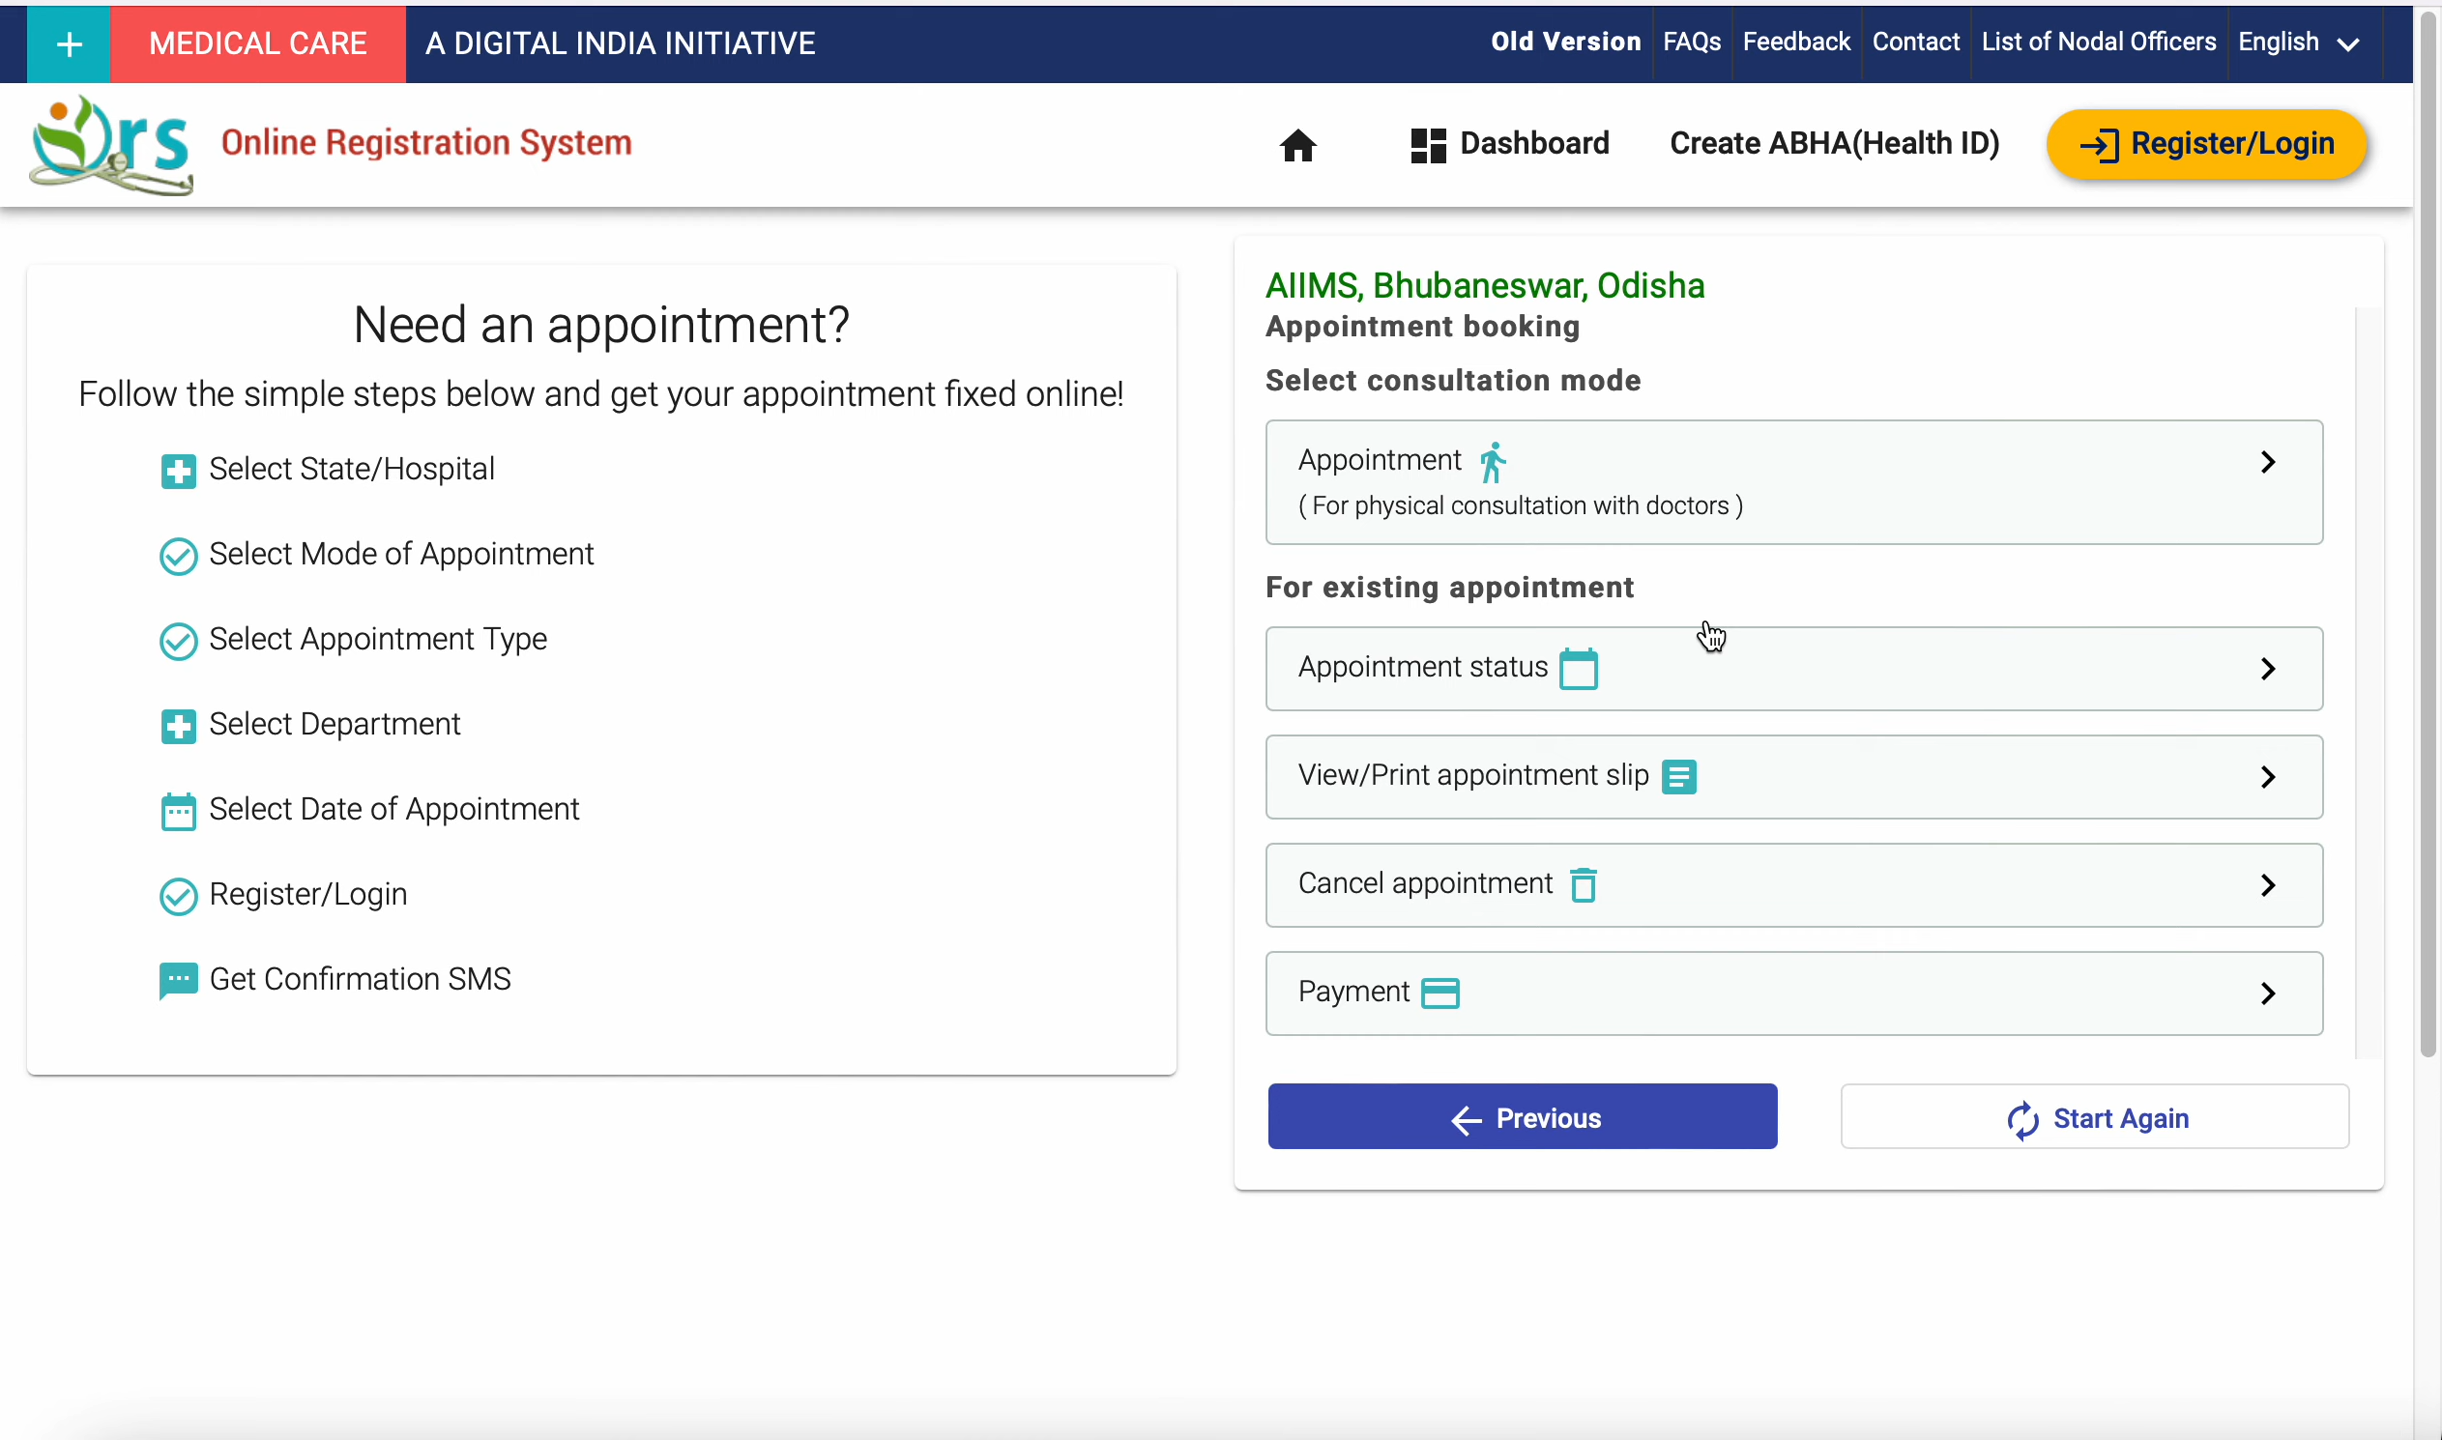 MEDICAL CARE
A DIGITAL INDIA INITIATIVE
Old Version
FAQs
Feedback
Contact
List of Nodal Officers
English
Ors
Online Registration System
Dashboard
Create ABHA(Health ID)
Register/Login
Need an appointment?
Follow the simple steps below and get your appointment fixed online!
Select State/Hospital
Select Mode of Appointment
Select Appointment Type
Select Department
Select Date of Appointment
Register/Login
Get Confirmation SMS
AIIMS, Bhubaneswar, Odisha
Appointment booking
Select consultation mode
Appointment
( For physical consultation with doctors )
For existing appointment
Appointment status
View/Print appointment slip
Cancel appointment
Payment
Previous
Start Again